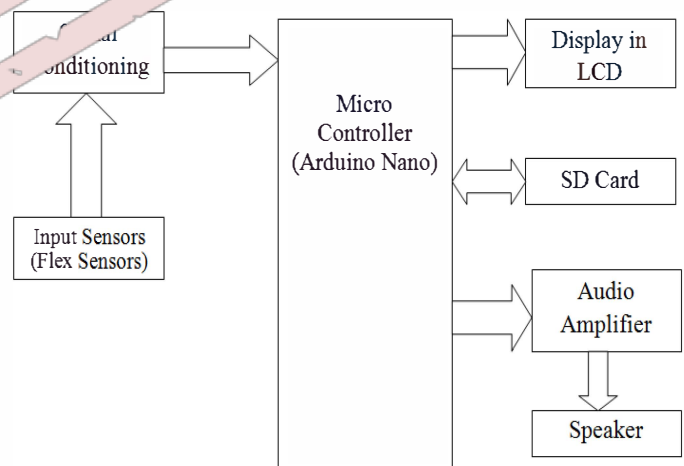 Input Sensors
(Flex Sensors)
Micro
Controller
(Arduino Nano)
Display in
LCD
SD Card
Audio
Amplifier
Speaker